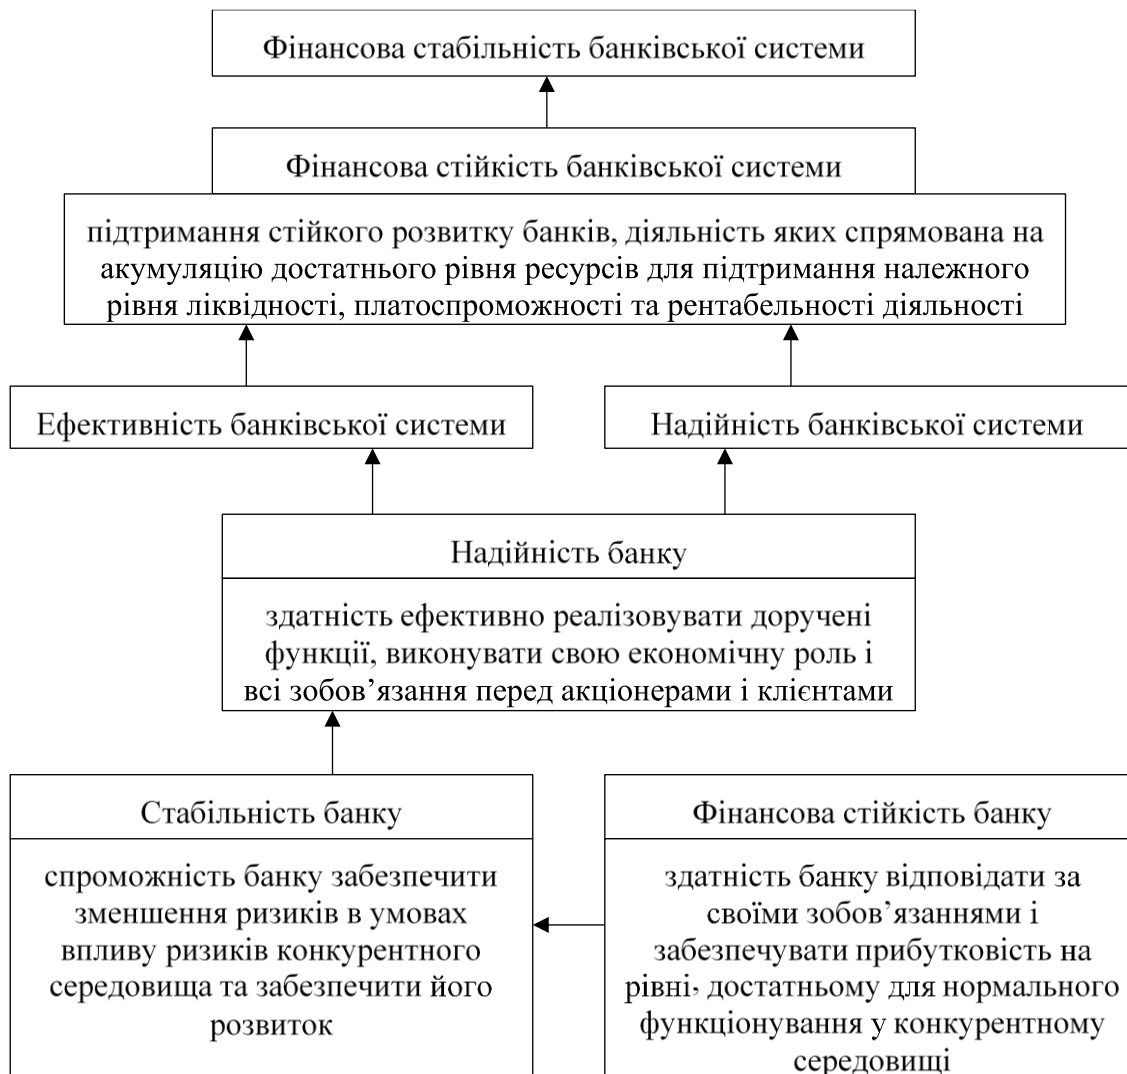 Фінансова стабільність банківської системи
Фінансова стійкість банківської системи
підтримання стійкого розвитку банків, діяльність яких спрямована на
акумуляцію достатнього рівня ресурсів для підтримання належного
рівня ліквідності, платоспроможності та рентабельності діяльності
Ефективність банківської системи
Надійність банківської системи
Надійність банку
здатність ефективно реалізовувати доручені
функції, виконувати свою економічну роль і
всі зобов’язання перед акціонерами і клієнтами
Стабільність банку
спроможність банку забезпечити
зменшення ризиків в умовах
впливу ризиків конкурентного
середовища та забезпечити його
розвиток
Фінансова стійкість банку
здатність банку відповідати за
своїми зобов’язаннями і
забезпечувати прибутковість на
рівні, достатньому для нормального
функціонування у конкурентному
середовищі